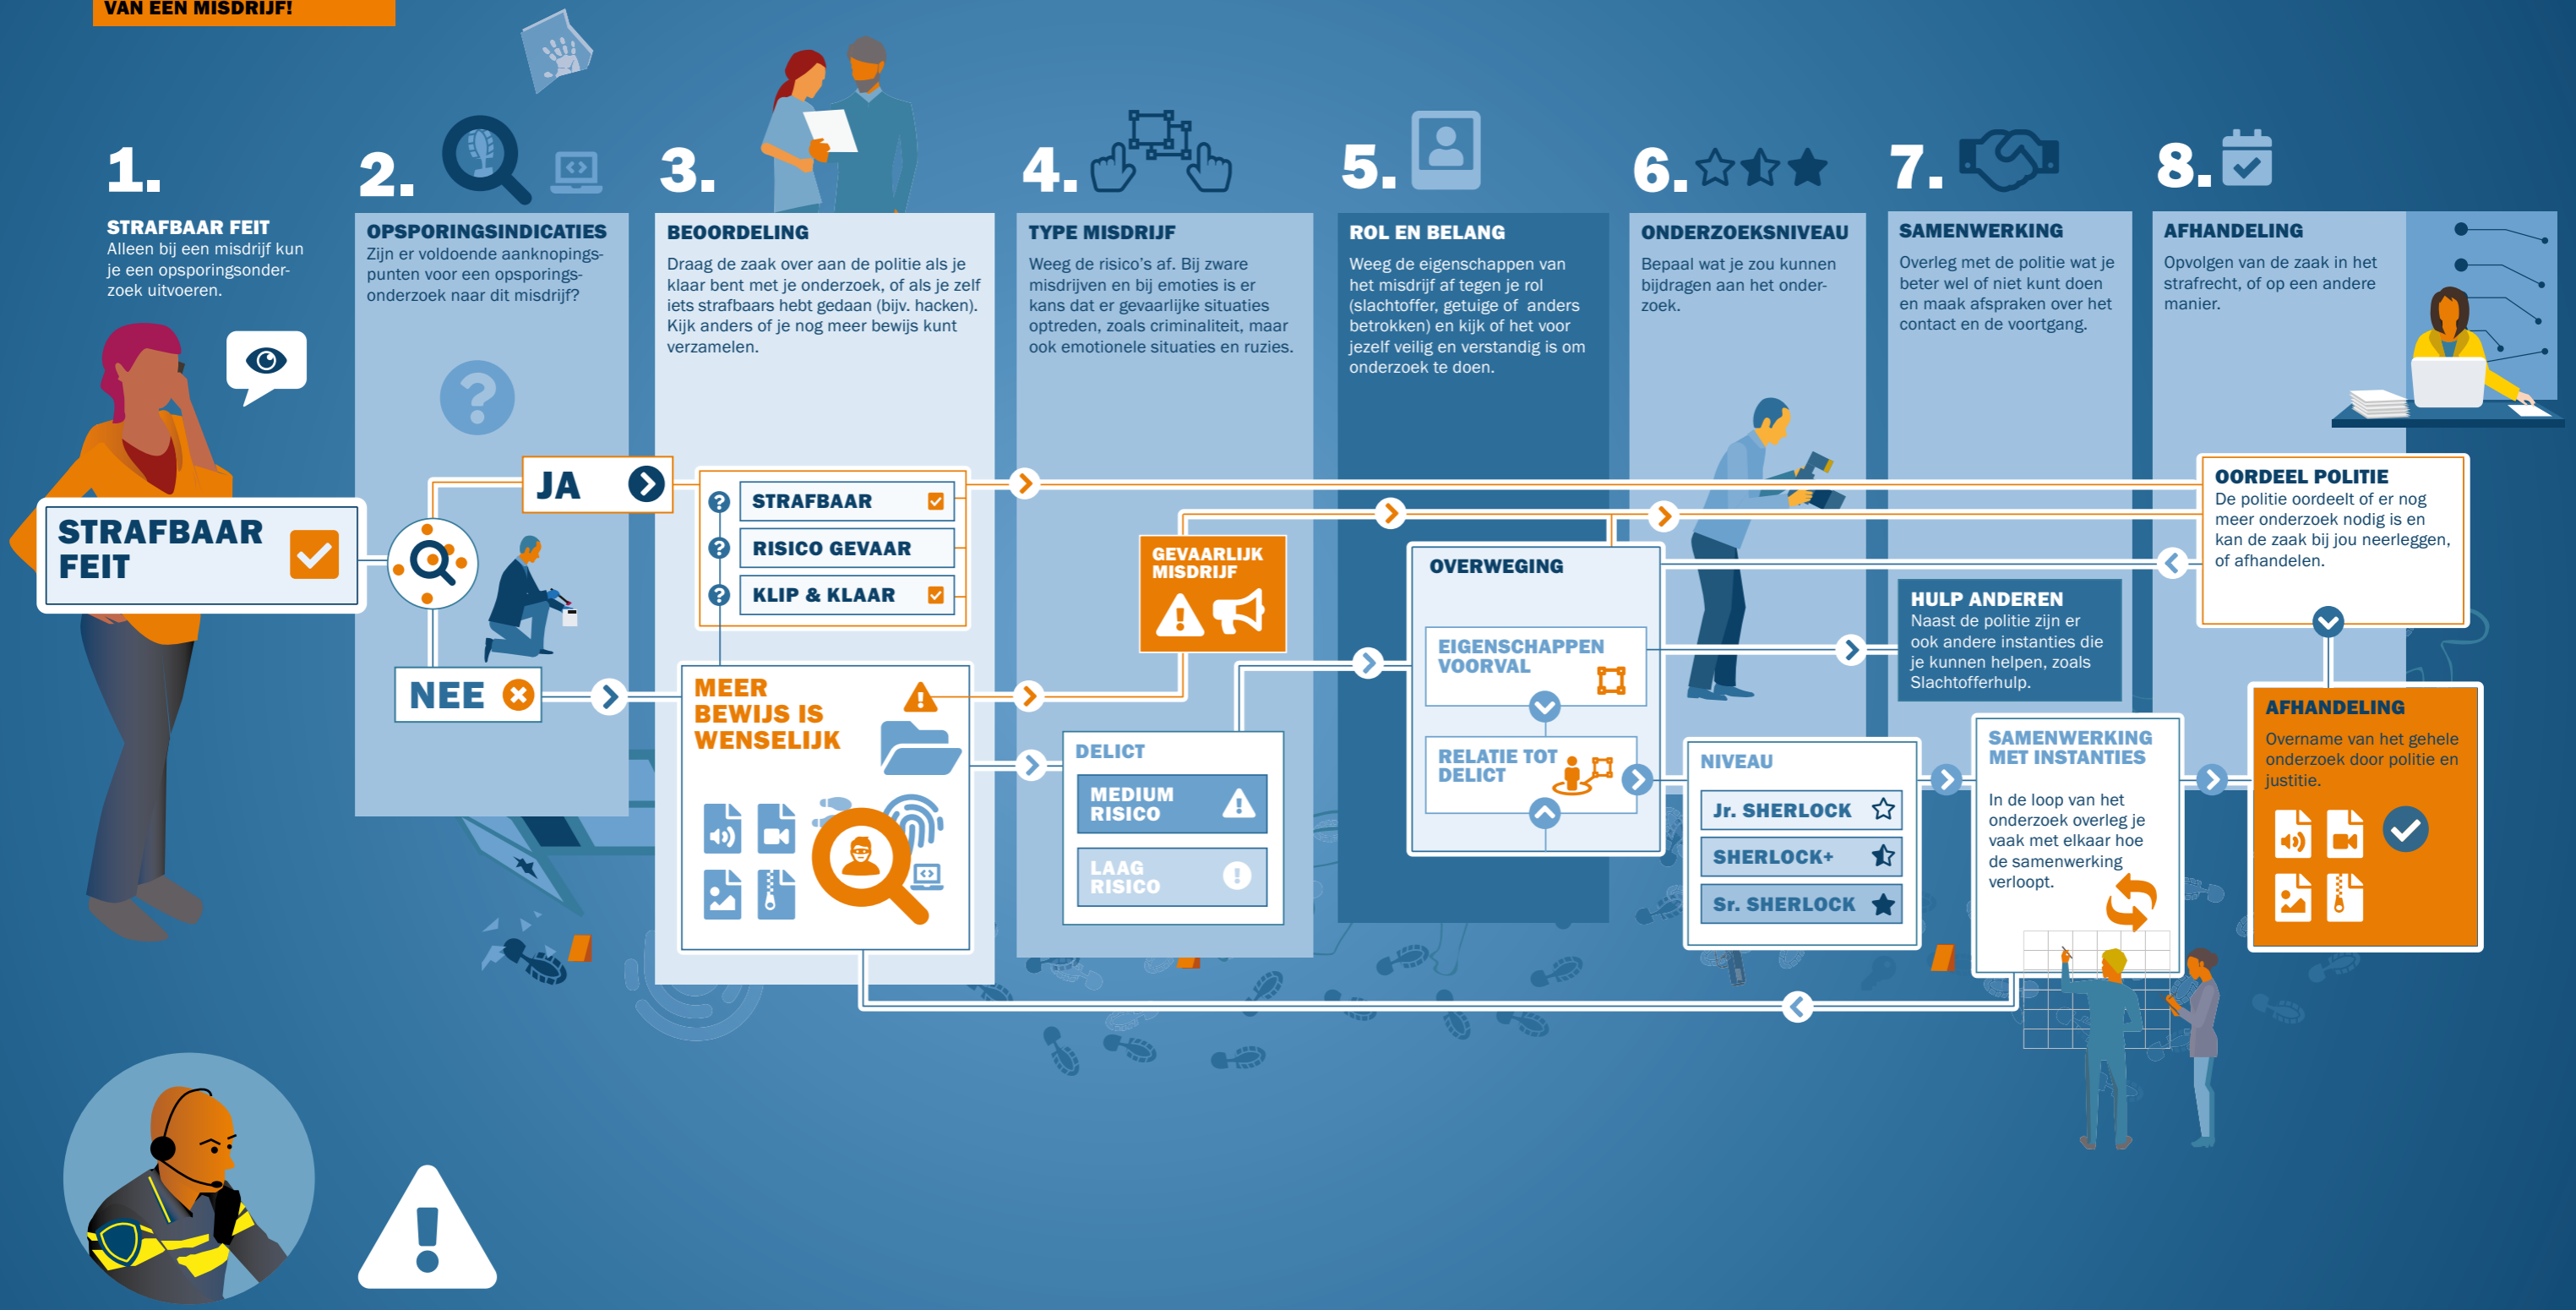 VAN EEN MISDRIJF!
1.
STRAFBAAR FEIT
Alleen bij een misdrijf kun
je een opsporingsonder-
zoek uitvoeren.
2.
OPSPORINGSINDICATIES
Zijn er voldoende aanknopings-
punten voor een opsporings-
onderzoek naar dit misdrijf?
3.
BEOORDELING
Draag de zaak over aan de politie als je
klaar bent met je onderzoek, of als je zelf
iets strafbaars hebt gedaan (bijv. hacken).
Kijk anders of je nog meer bewijs kunt
verzamelen.
4.
TYPE MISDRIJF
Weeg de risico's af. Bij zware
misdrijven en bij emoties is er
kans dat er gevaarlijke situaties
optreden, zoals criminaliteit, maar
ook emotionele situaties en ruzies.
5.
ROL EN BELANG
Weeg de eigenschappen van
het misdrijf af tegen je rol
(slachtoffer, getuige of anders
betrokken) en kijk of het voor
jezelf veilig en verstandig is om
onderzoek te doen.
6.
ONDERZOEKSNIVEAU
Bepaal wat je zou kunnen
bijdragen aan het onder-
zoek.
7.
SAMENWERKING
Overleg met de politie wat je
beter wel of niet kunt doen
en maak afspraken over het
contact en de voortgang.
8.
AFHANDELING
Opvolgen van de zaak in het
strafrecht, of op een andere
manier.
STRAFBAAR
FEIT
JA
NEE
STRAFBAAR
RISICO GEVAAR
KLIP & KLAAR
MEER
BEWIJS IS
WENSELIJK
GEVAARLIJK
MISDRIJF
DELICT
MEDIUM
RISICO
LAAG
RISICO
OVERWEGING
EIGENSCHAPPEN
VOORVAL
RELATIE TOT
DELICT
NIVEAU
Jr. SHERLOCK
SHERLOCK+
Sr. SHERLOCK
HULP ANDEREN
Naast de politie zijn er
ook andere instanties die
je kunnen helpen, zoals
Slachtofferhulp.
SAMENWERKING
MET INSTANTIES
In de loop van het
onderzoek overleg je
vaak met elkaar hoe
de samenwerking
verloopt.
OORDEEL POLITIE
De politie oordeelt of er nog
meer onderzoek nodig is en
kan de zaak bij jou neerleggen,
of afhandelen.
AFHANDELING
Overname van het gehele
onderzoek door politie en
justitie.